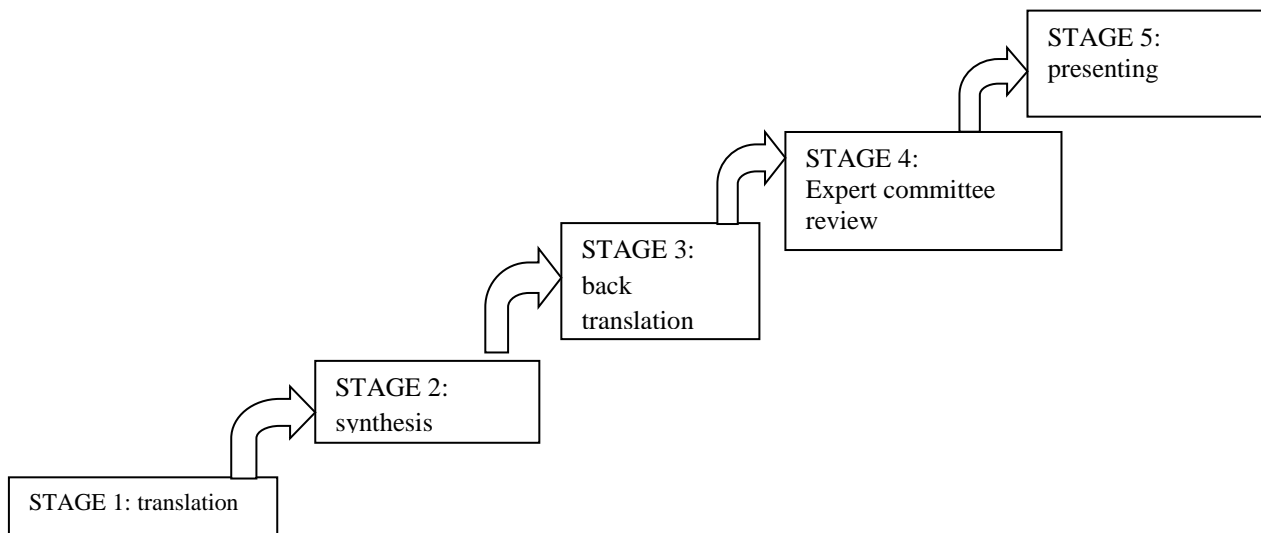 STAGE 5:
presenting
STAGE 4:
Expert committee
review
STAGE 3:
back
translation
STAGE 2:
synthesis
STAGE 1: translation